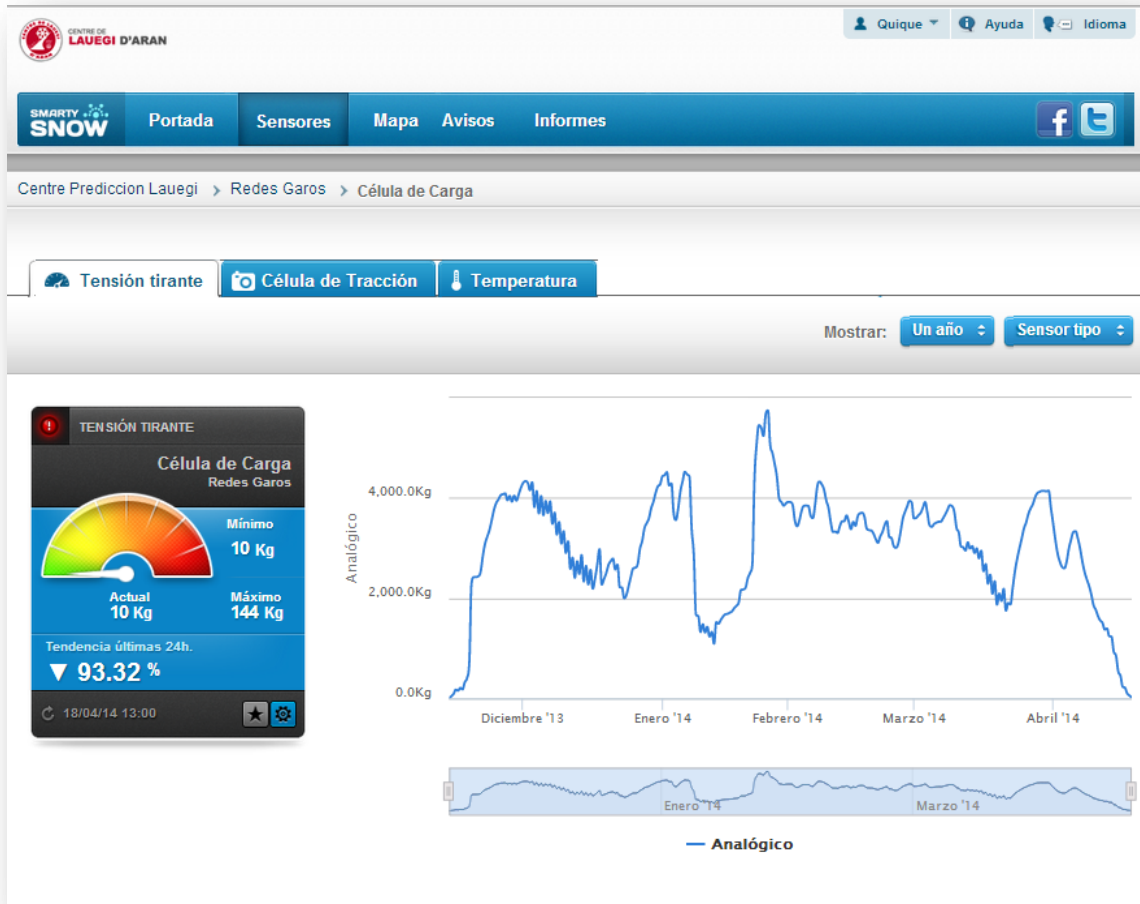 CENTRE DE
LAUEGI D'ARAN
Quique
Ayuda
Idioma
SMARTY
SNOW
Portada
Sensores
Mapa
Avisos
Informes
Centre Prediccion Lauegi > Redes Garos > Célula de Carga
Tensión tirante
Célula de Tracción
Temperatura
Mostrar:
Un año
Sensor tipo
TENSIÓN TIRANTE
Célula de Carga
Redes Garos
Mínimo
10 Kg
Actual
10 Kg
Máximo
144 Kg
Tendencia últimas 24h.
▼ 93.32 %
18/04/14 13:00
Analógico
4,000.0Kg
2,000.0Kg
0.0Kg
Diciembre '13
Enero '14
Febrero '14
Marzo '14
Abril '14
Enero '14
Marzo '14
Analógico